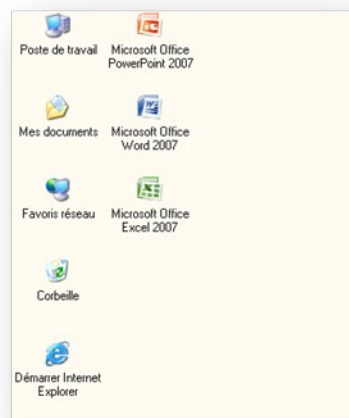 Poste de travail
Microsoft Office
PowerPoint 2007
Mes documents
Microsoft Office
Word 2007
Favoris réseau
Microsoft Office
Excel 2007
Corbeille
Démarrer Internet
Explorer